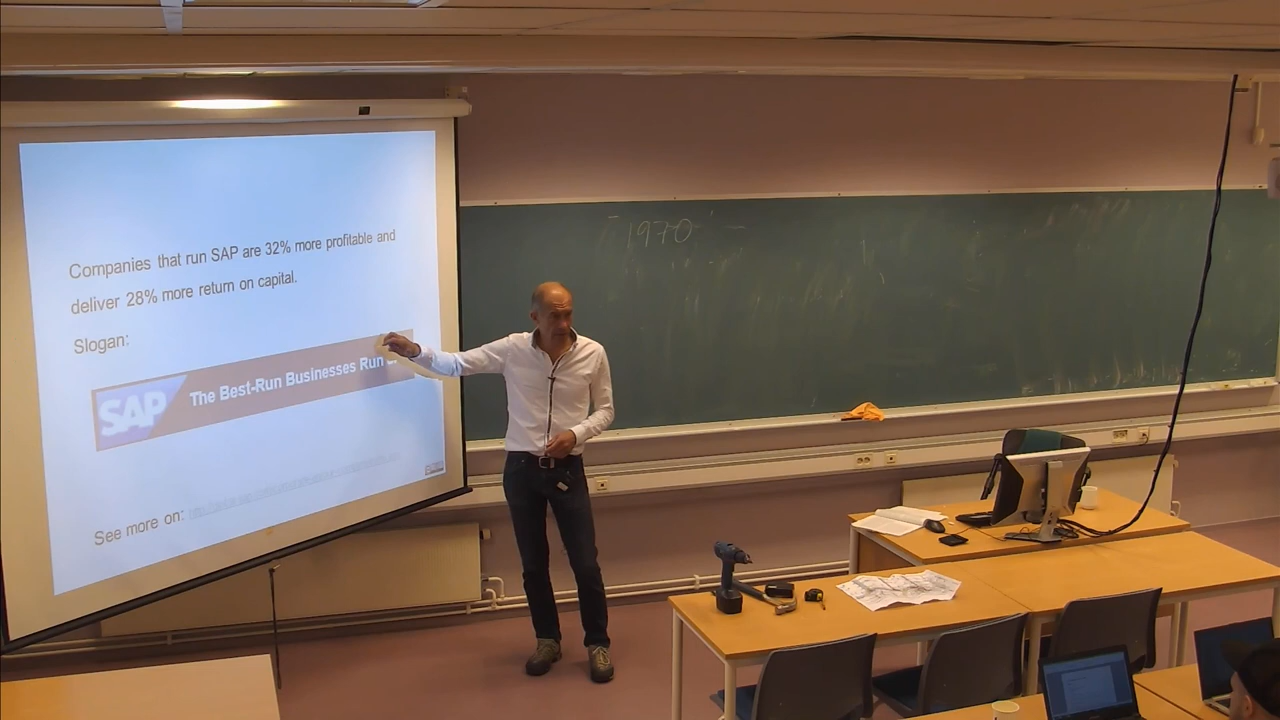 Companies that run SAP are 32% more profitable and
deliver 28% more return on capital.
Slogan:
SAP The Best-Run Businesses Run
See more on:
1970